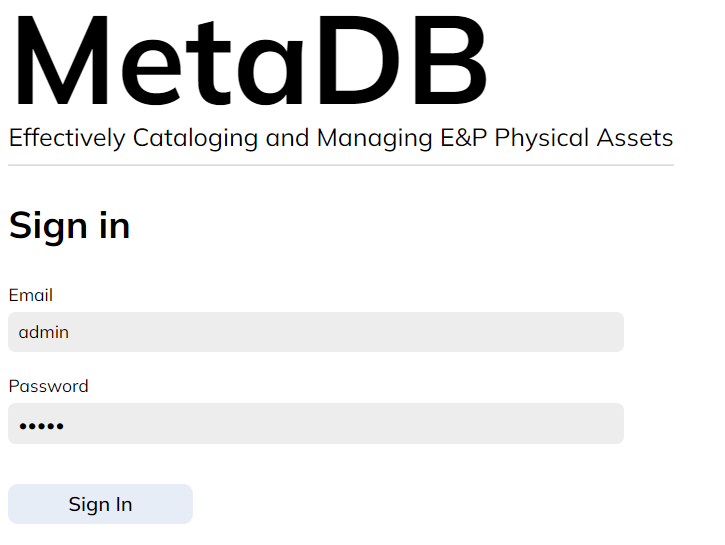 MetaDB
Effectively Cataloging and Managing E&P Physical Assets
Sign in
Email
admin
Password
•••••
Sign In